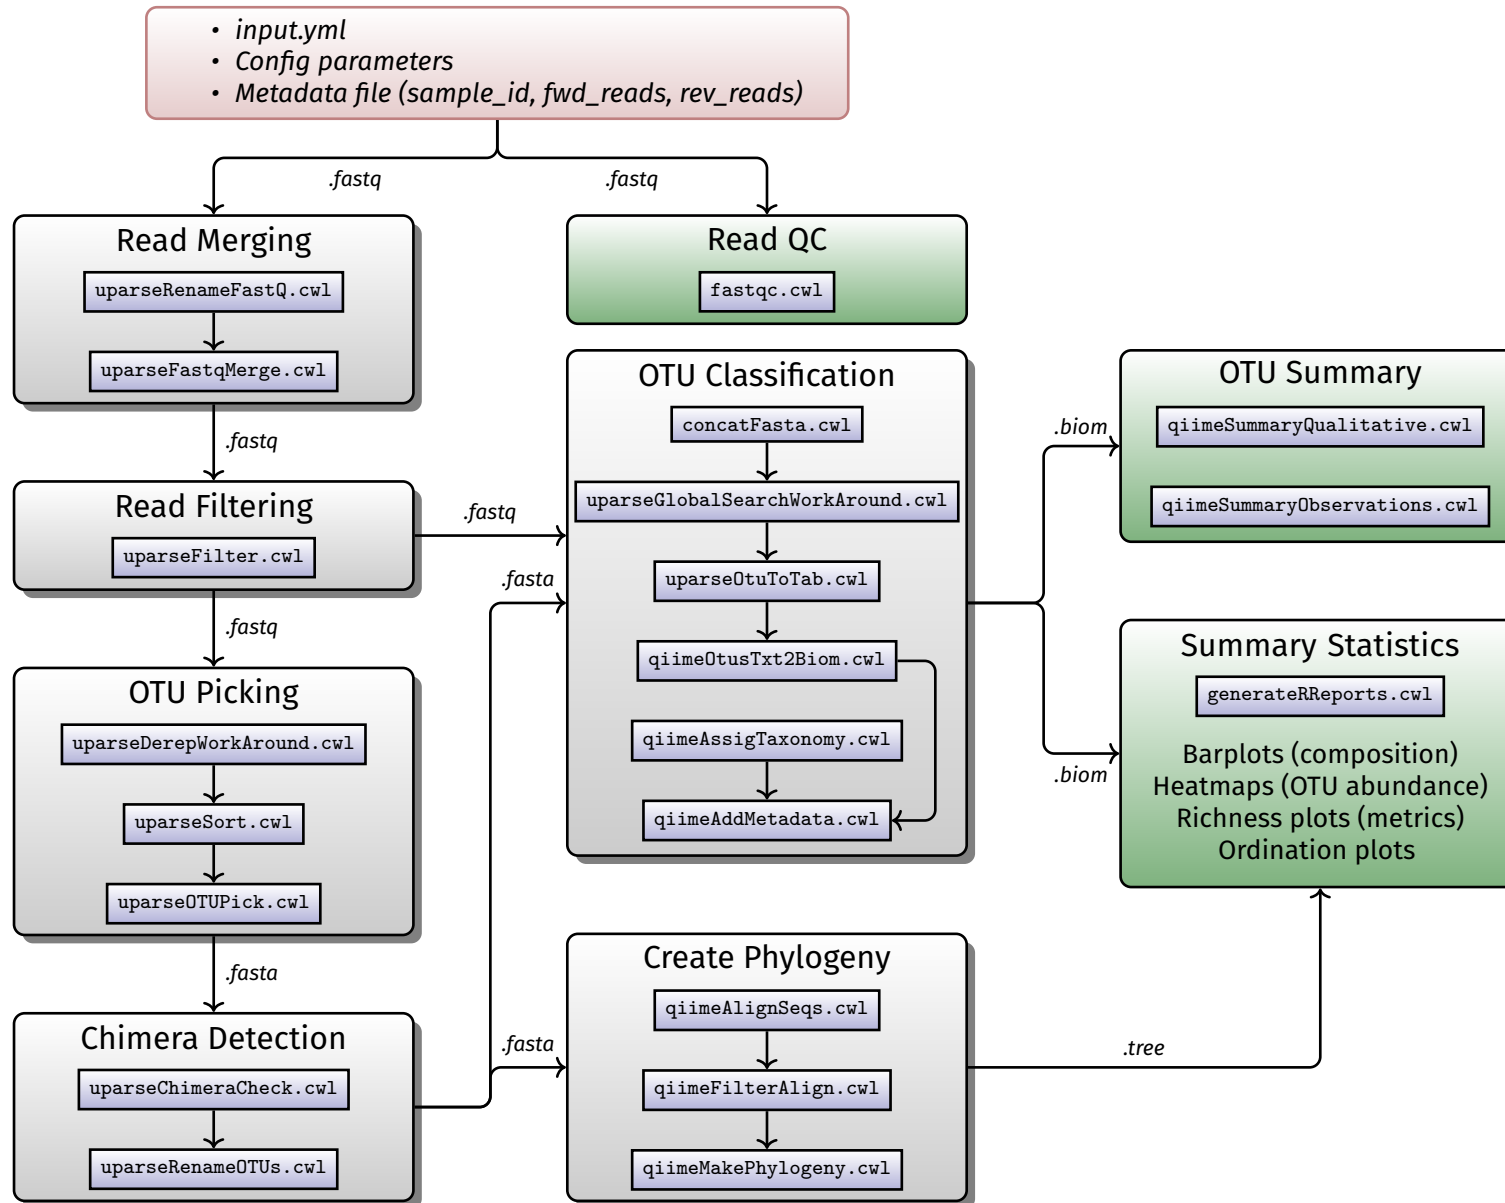 • input.yml
• Config parameters
• Metadata file (sample_id, fwd_reads, rev_reads)
.fastq
.fastq
Read Merging
uparseRenameFastQ.cwl
uparseFastqMerge.cwl
Read QC
fastqc.cwl
.fastq
Read Filtering
uparseFilter.cwl
.fastq
.fastq
OTU Picking
uparseDerepWorkAround.cwl
uparseSort.cwl
uparseOTUPick.cwl
.fasta
Chimera Detection
uparseChimeraCheck.cwl
uparseRenameOTUs.cwl
.fasta
.fasta
OTU Classification
concatFasta.cwl
uparseGlobalSearchWorkAround.cwl
uparseOtuToTab.cwl
qiimeOtusTxt2Biom.cwl
qiimeAssigTaxonomy.cwl
qiimeAddMetadata.cwl
Create Phylogeny
qiimeAlignSeqs.cwl
qiimeFilterAlign.cwl
qiimeMakePhylogeny.cwl
.biom
.biom
.tree
OTU Summary
qiimeSummaryQualitative.cwl
qiimeSummaryObservations.cwl
Summary Statistics
generateRReports.cwl
Barplots (composition)
Heatmaps (OTU abundance)
Richness plots (metrics)
Ordination plots